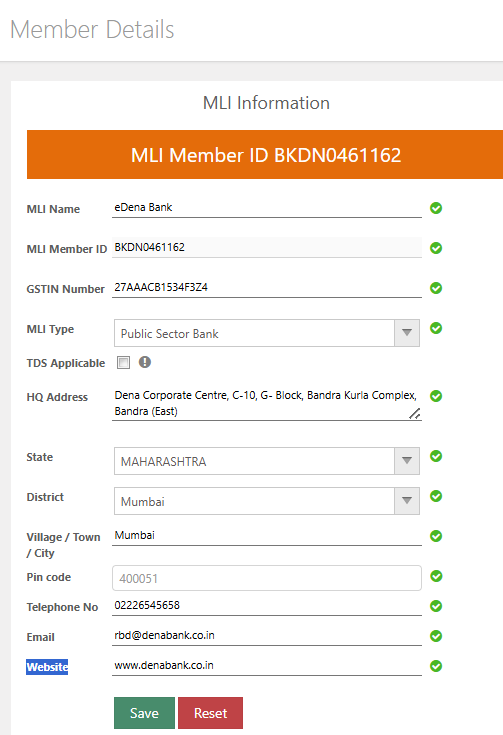 Member Details
MLI Information
MLI Member ID BKDN0461162
MLI Name eDena Bank
MLI Member ID BKDN0461162
GSTIN Number 27AAACB1534F3Z4
MLI Type Public Sector Bank
TDS Applicable
HQ Address Dena Corporate Centre, C-10, G- Block, Bandra Kurla Complex,
Bandra (East)
State MAHARASHTRA
District Mumbai
Village / Town Mumbai
/ City
Pin code 400051
Telephone No 02226545658
Email rbd@denabank.co.in
Website www.denabank.co.in
Save Reset